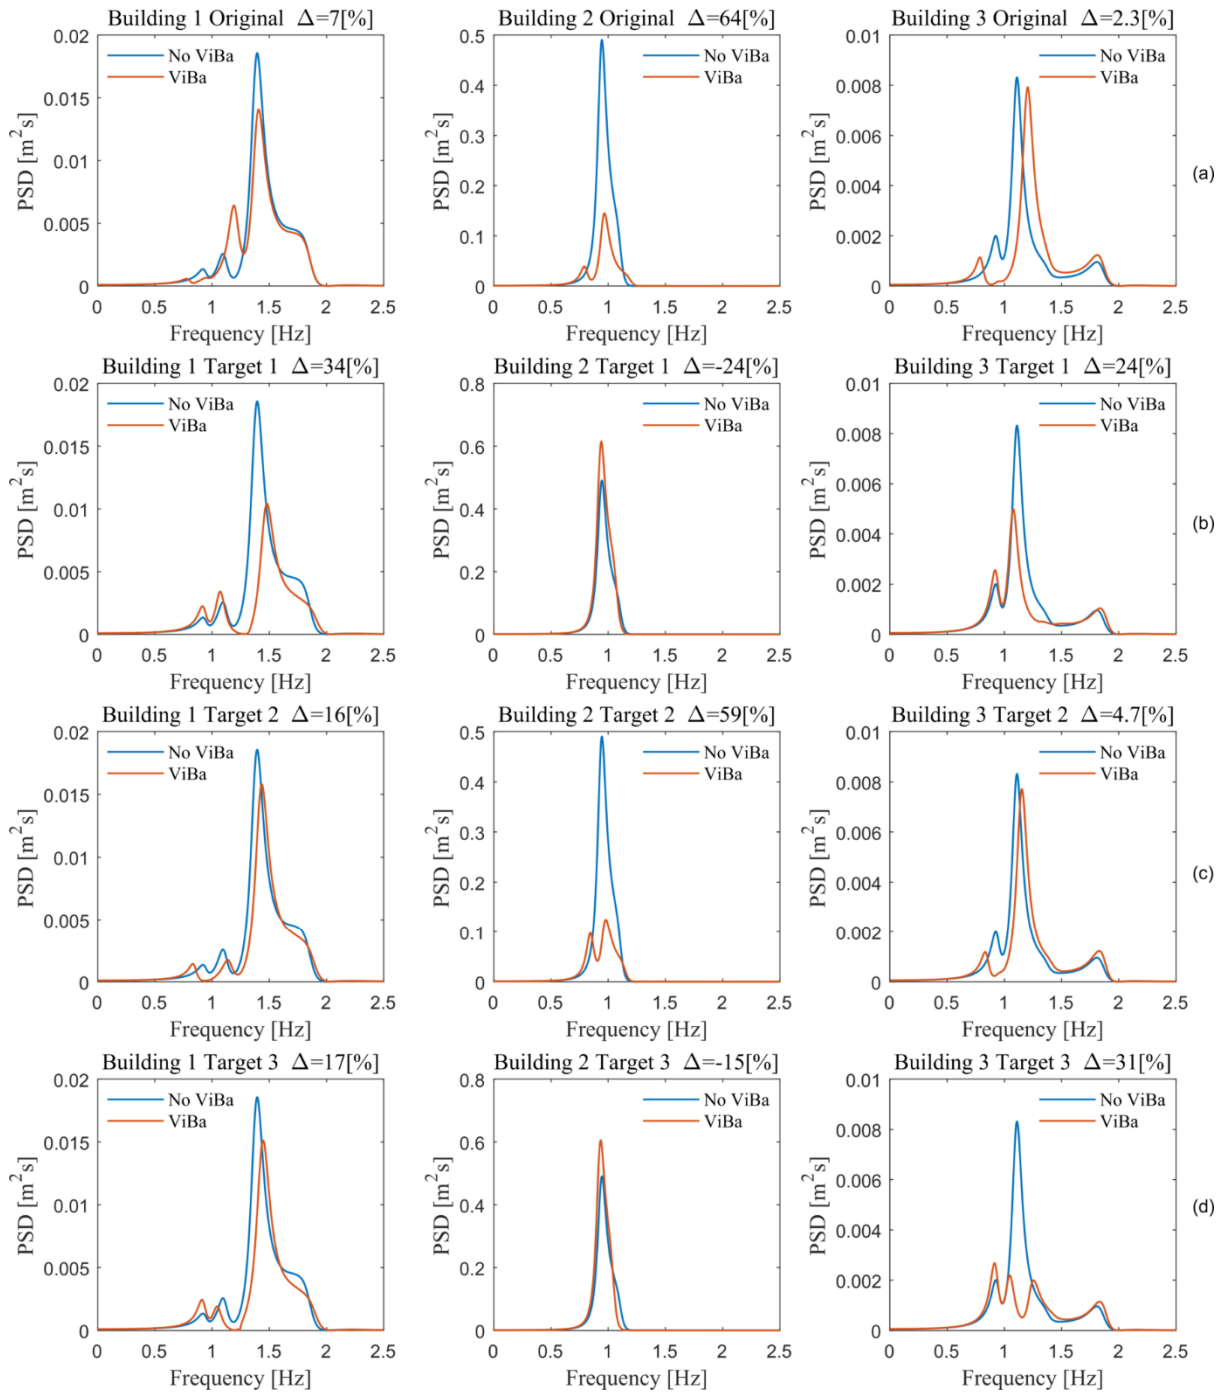 Building 1 Original Δ=7[%]
0.02
0.015
0.01
0.005
0
PSD [m²s]
No ViBa
ViBa
0 0.5 1 1.5 2 2.5
Frequency [Hz]
Building 2 Original Δ=64[%]
0.5
0.4
0.3
0.2
0.1
0
PSD [m²s]
No ViBa
ViBa
0 0.5 1 1.5 2 2.5
Frequency [Hz]
Building 3 Original Δ=2.3[%]
0.01
0.008
0.006
0.004
0.002
0
PSD [m²s]
No ViBa
ViBa
0 0.5 1 1.5 2 2.5
Frequency [Hz]
(a)
Building 1 Target 1 Δ=34[%]
0.02
0.015
0.01
0.005
0
PSD [m²s]
No ViBa
ViBa
0 0.5 1 1.5 2 2.5
Frequency [Hz]
Building 2 Target 1 Δ=-24[%]
0.8
0.6
0.4
0.2
0
PSD [m²s]
No ViBa
ViBa
0 0.5 1 1.5 2 2.5
Frequency [Hz]
Building 3 Target 1 Δ=24[%]
0.01
0.008
0.006
0.004
0.002
0
PSD [m²s]
No ViBa
ViBa
0 0.5 1 1.5 2 2.5
Frequency [Hz]
(b)
Building 1 Target 2 Δ=16[%]
0.02
0.015
0.01
0.005
0
PSD [m²s]
No ViBa
ViBa
0 0.5 1 1.5 2 2.5
Frequency [Hz]
Building 2 Target 2 Δ=59[%]
0.5
0.4
0.3
0.2
0.1
0
PSD [m²s]
No ViBa
ViBa
0 0.5 1 1.5 2 2.5
Frequency [Hz]
Building 3 Target 2 Δ=4.7[%]
0.01
0.008
0.006
0.004
0.002
0
PSD [m²s]
No ViBa
ViBa
0 0.5 1 1.5 2 2.5
Frequency [Hz]
(c)
Building 1 Target 3 Δ=17[%]
0.02
0.015
0.01
0.005
0
PSD [m²s]
No ViBa
ViBa
0 0.5 1 1.5 2 2.5
Frequency [Hz]
Building 2 Target 3 Δ=-15[%]
0.8
0.6
0.4
0.2
0
PSD [m²s]
No ViBa
ViBa
0 0.5 1 1.5 2 2.5
Frequency [Hz]
Building 3 Target 3 Δ=31[%]
0.01
0.008
0.006
0.004
0.002
0
PSD [m²s]
No ViBa
ViBa
0 0.5 1 1.5 2 2.5
Frequency [Hz]
(d)